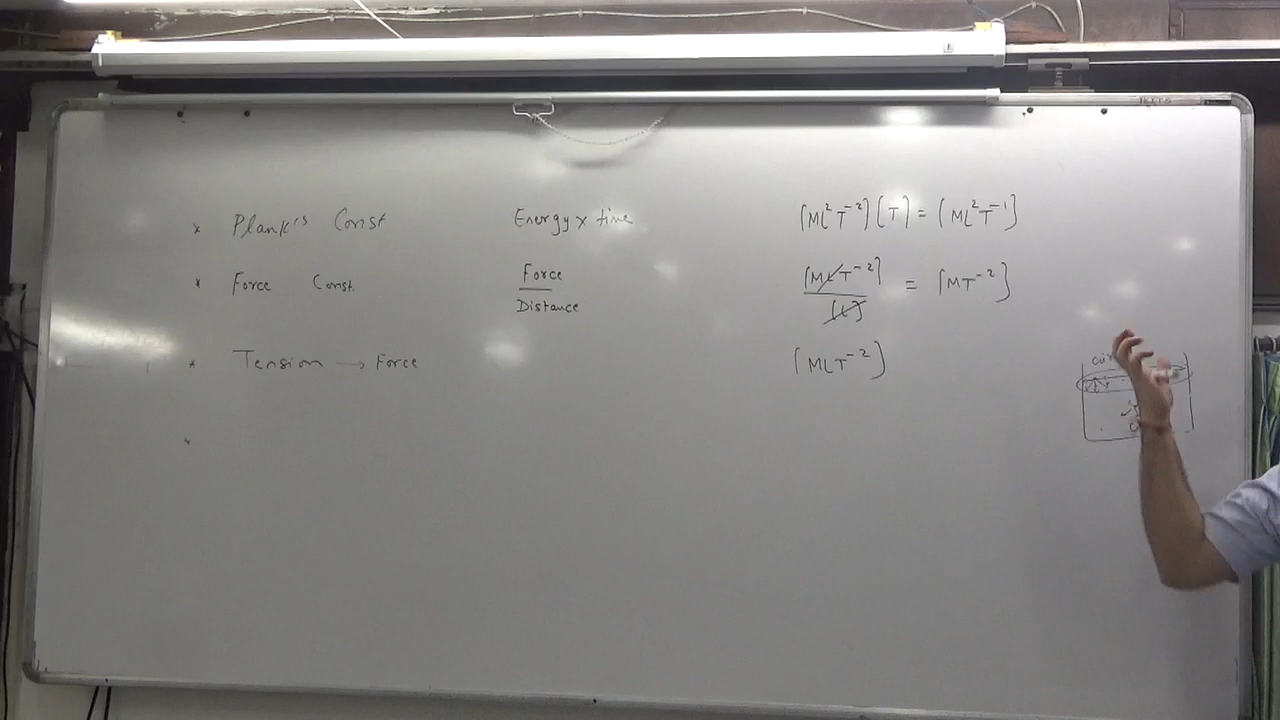 * Plank's Const Energy x time [ML²T⁻²][T] = [ML²T⁻¹]
* Force Const. Force / Distance [MLT⁻²] / [L] = [MT⁻²]
* Tension → Force [MLT⁻²]